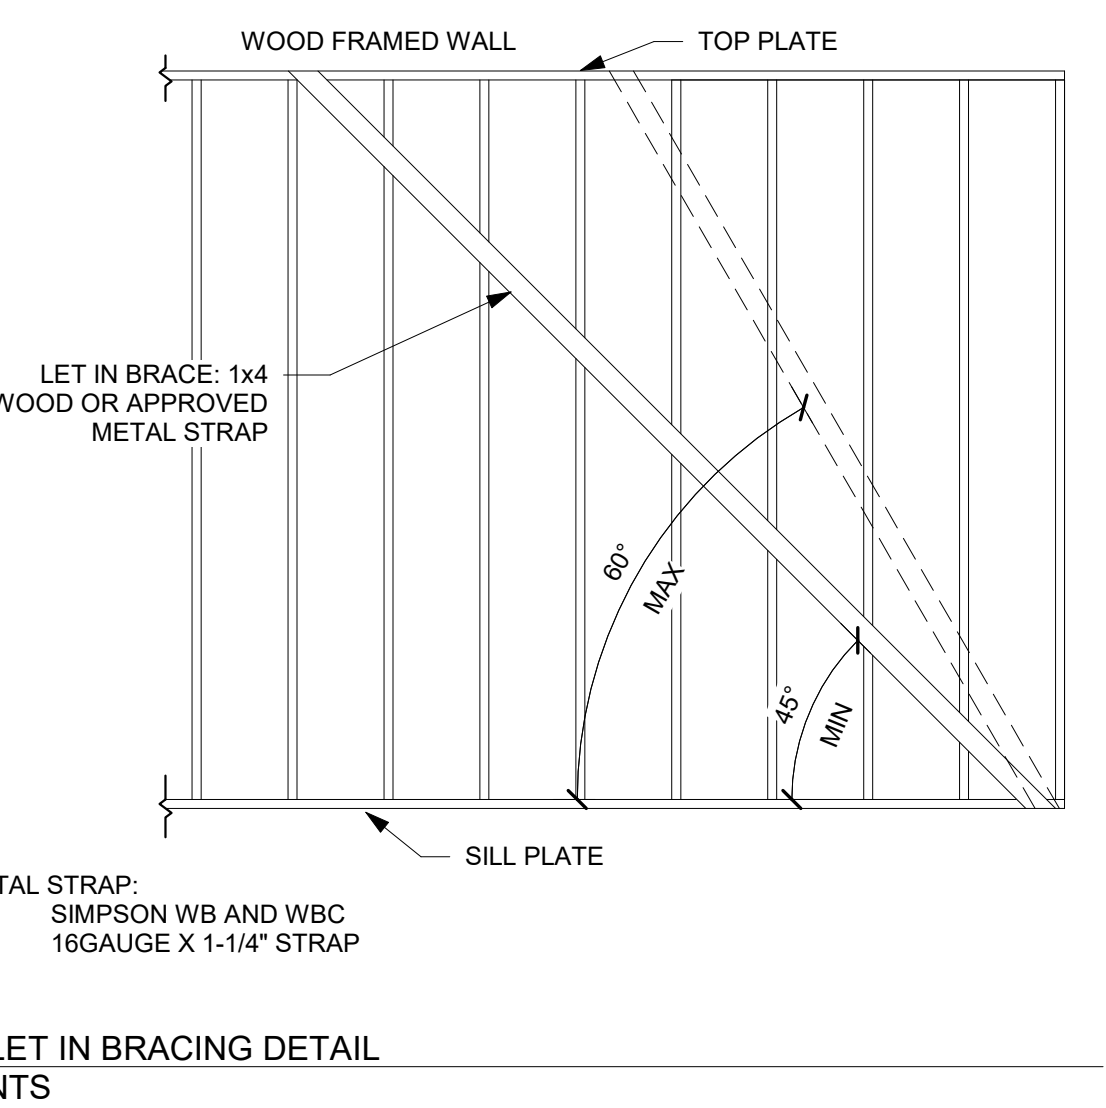 WOOD FRAMED WALL
TOP PLATE
LET IN BRACE: 1x4
WOOD OR APPROVED
METAL STRAP
60°
MAX
45°
MIN
SILL PLATE
TAL STRAP:
SIMPSON WB AND WBC
16GAUGE X 1-1/4" STRAP
LET IN BRACING DETAIL
NTS